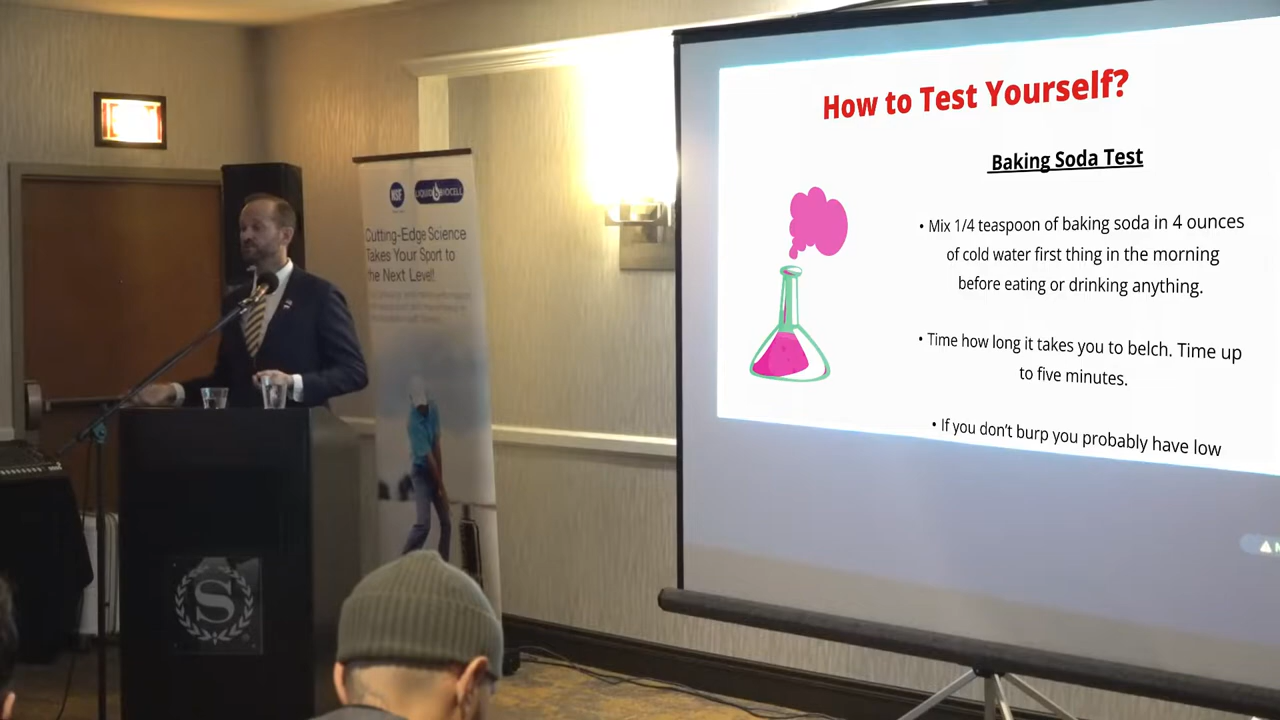 How to Test Yourself?
Baking Soda Test
• Mix 1/4 teaspoon of baking soda in 4 ounces
of cold water first thing in the morning
before eating or drinking anything.
• Time how long it takes you to belch. Time up
to five minutes.
• If you don't burp you probably have low
NSF
LIQUID BIOCELL
Cutting-Edge Science
Takes Your Sport to
the Next Level!
S